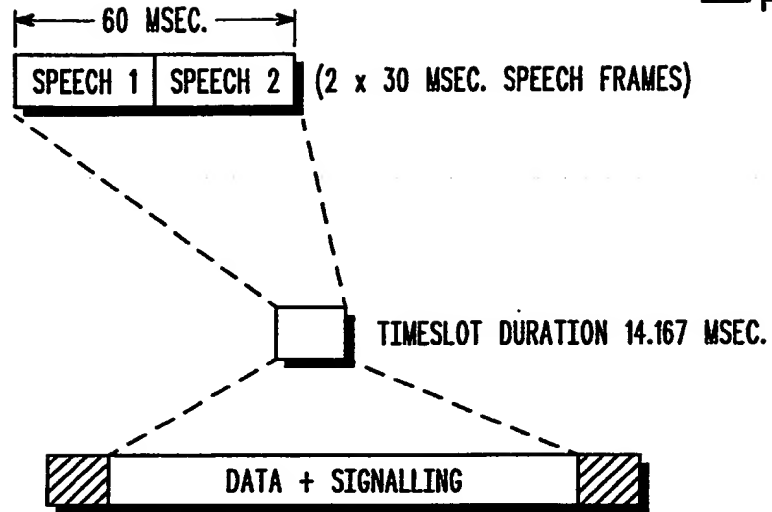 60 MSEC.
SPEECH 1 SPEECH 2 (2 x 30 MSEC. SPEECH FRAMES)
TIMESLOT DURATION 14.167 MSEC.
DATA + SIGNALLING